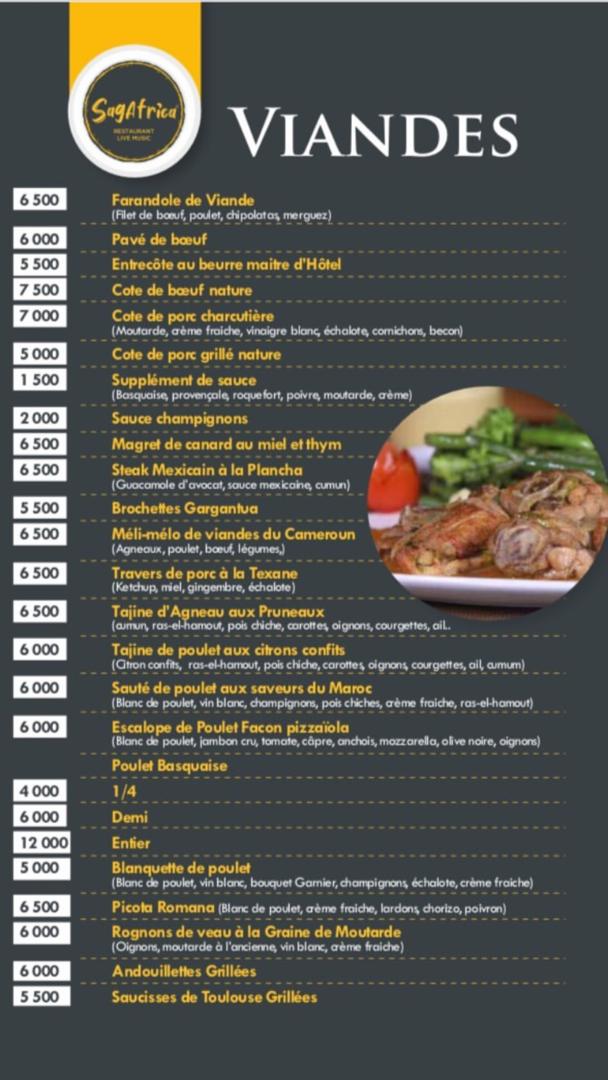 SagAfrica
RESTAURANT
LIVE MUSIC
VIANDES
6 500 Farandole de Viande
(Filet de bœuf, poulet, chipolatas, merguez)
6 000 Pavé de bœuf
5 500 Entrecôte au beurre maitre d'Hôtel
7 500 Cote de bœuf nature
7 000 Cote de porc charcutière
(Moutarde, crème fraiche, vinaigre blanc, échalote, cornichons, becon)
5 000 Cote de porc grillé nature
1 500 Supplément de sauce
(Basquaise, provençale, roquefort, poivre, moutarde, crème)
2 000 Sauce champignons
6 500 Magret de canard au miel et thym
6 500 Steak Mexicain à la Plancha
(Guacamole d'avocat, sauce mexicaine, cumun)
5 500 Brochettes Gargantua
6 500 Méli-mélo de viandes du Cameroun
(Agneaux, poulet, bœuf, légumes,)
6 500 Travers de porc à la Texane
(Ketchup, miel, gingembre, échalote)
6 500 Tajine d'Agneau aux Pruneaux
(cumun, ras-el-hamout, pois chiche, carottes, oignons, courgettes, ail..
6 000 Tajine de poulet aux citrons confits
(Citron confits, ras-el-hamout, pois chiche, carottes, oignons, courgettes, ail, cumum)
6 000 Sauté de poulet aux saveurs du Maroc
(Blanc de poulet, vin blanc, champignons, pois chiches, crème fraiche, ras-el-hamout)
6 000 Escalope de Poulet Facon pizzaïola
(Blanc de poulet, jambon cru, tomate, câpre, anchois, mozzarella, olive noire, oignons)
Poulet Basquaise
4 000 1/4
6 000 Demi
12 000 Entier
5 000 Blanquette de poulet
(Blanc de poulet, vin blanc, bouquet Garnier, champignons, échalote, crème fraiche)
6 500 Picota Romana (Blanc de poulet, crème fraiche, lardons, chorizo, poivron)
6 000 Rognons de veau à la Graine de Moutarde
(Oignons, moutarde à l'ancienne, vin blanc, crème fraiche)
6 000 Andouillettes Grillées
5 500 Saucisses de Toulouse Grillées